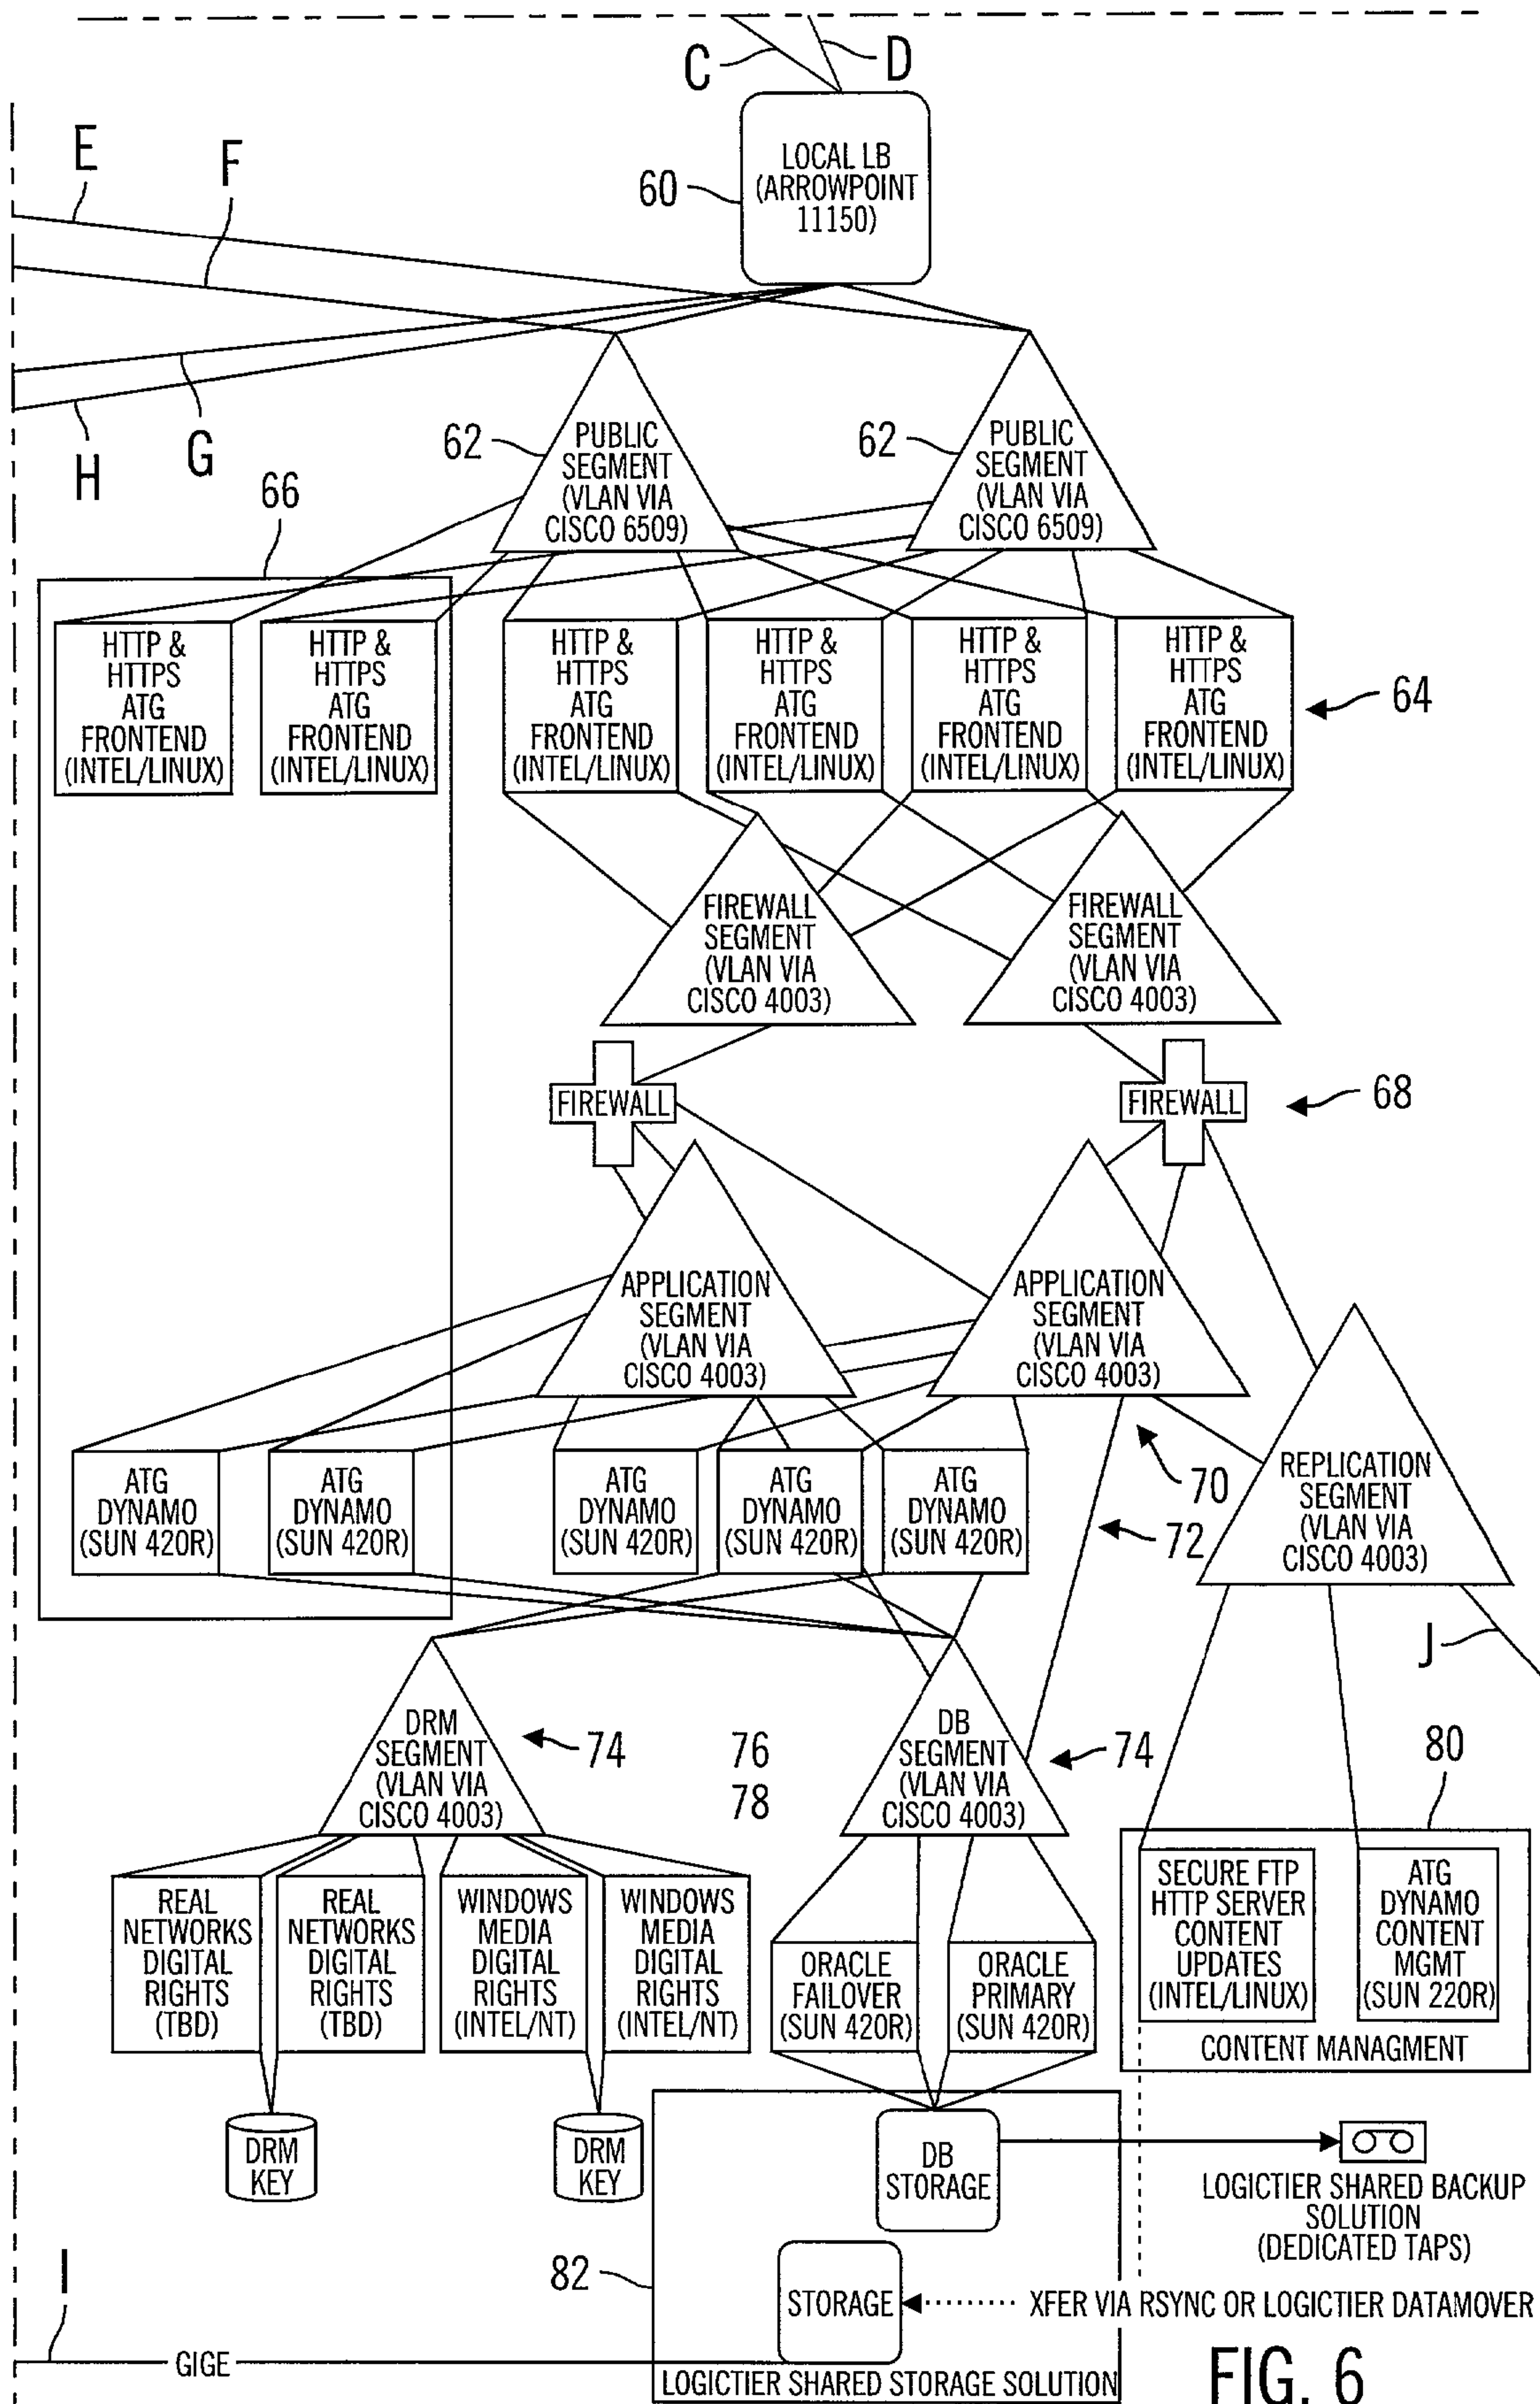 C
D
E
F
LOCAL LB
(ARROWPOINT
11150)
60
G
H
62
PUBLIC
SEGMENT
(VLAN VIA
CISCO 6509)
62
PUBLIC
SEGMENT
(VLAN VIA
CISCO 6509)
66
HTTP &
HTTPS
ATG
FRONTEND
(INTEL/LINUX)
HTTP &
HTTPS
ATG
FRONTEND
(INTEL/LINUX)
HTTP &
HTTPS
ATG
FRONTEND
(INTEL/LINUX)
HTTP &
HTTPS
ATG
FRONTEND
(INTEL/LINUX)
HTTP &
HTTPS
ATG
FRONTEND
(INTEL/LINUX)
HTTP &
HTTPS
ATG
FRONTEND
(INTEL/LINUX)
64
FIREWALL
SEGMENT
(VLAN VIA
CISCO 4003)
FIREWALL
SEGMENT
(VLAN VIA
CISCO 4003)
FIREWALL
FIREWALL
68
APPLICATION
SEGMENT
(VLAN VIA
CISCO 4003)
APPLICATION
SEGMENT
(VLAN VIA
CISCO 4003)
70
72
REPLICATION
SEGMENT
(VLAN VIA
CISCO 4003)
ATG
DYNAMO
(SUN 420R)
ATG
DYNAMO
(SUN 420R)
ATG
DYNAMO
(SUN 420R)
ATG
DYNAMO
(SUN 420R)
ATG
DYNAMO
(SUN 420R)
J
DRM
SEGMENT
(VLAN VIA
CISCO 4003)
74
76
78
DB
SEGMENT
(VLAN VIA
CISCO 4003)
74
80
REAL
NETWORKS
DIGITAL
RIGHTS
(TBD)
REAL
NETWORKS
DIGITAL
RIGHTS
(TBD)
WINDOWS
MEDIA
DIGITAL
RIGHTS
(INTEL/NT)
WINDOWS
MEDIA
DIGITAL
RIGHTS
(INTEL/NT)
ORACLE
FAILOVER
(SUN 420R)
ORACLE
PRIMARY
(SUN 420R)
SECURE FTP
HTTP SERVER
CONTENT
UPDATES
(INTEL/LINUX)
ATG
DYNAMO
CONTENT
MGMT
(SUN 220R)
CONTENT MANAGMENT
DRM
KEY
DRM
KEY
DB
STORAGE
LOGICTIER SHARED BACKUP
SOLUTION
(DEDICATED TAPS)
82
STORAGE
XFER VIA RSYNC OR LOGICTIER DATAMOVER
I
GIGE
LOGICTIER SHARED STORAGE SOLUTION
FIG. 6